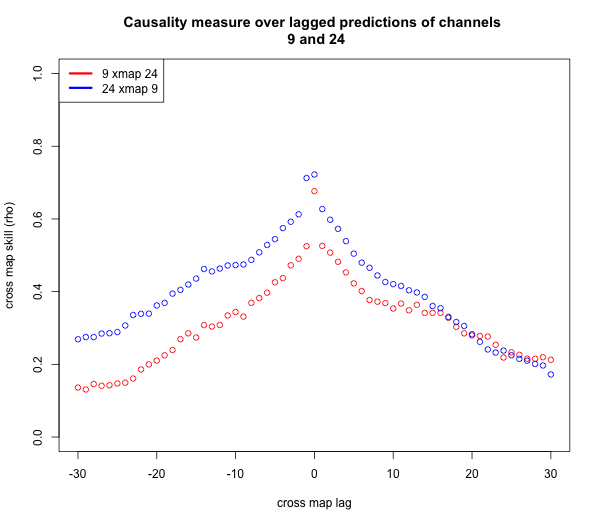 Causality measure over lagged predictions of channels
9 and 24
9 xmap 24
24 xmap 9
cross map skill (rho)
1.0
0.8
0.6
0.4
0.2
0.0
-30 -20 -10 0 10 20 30
cross map lag